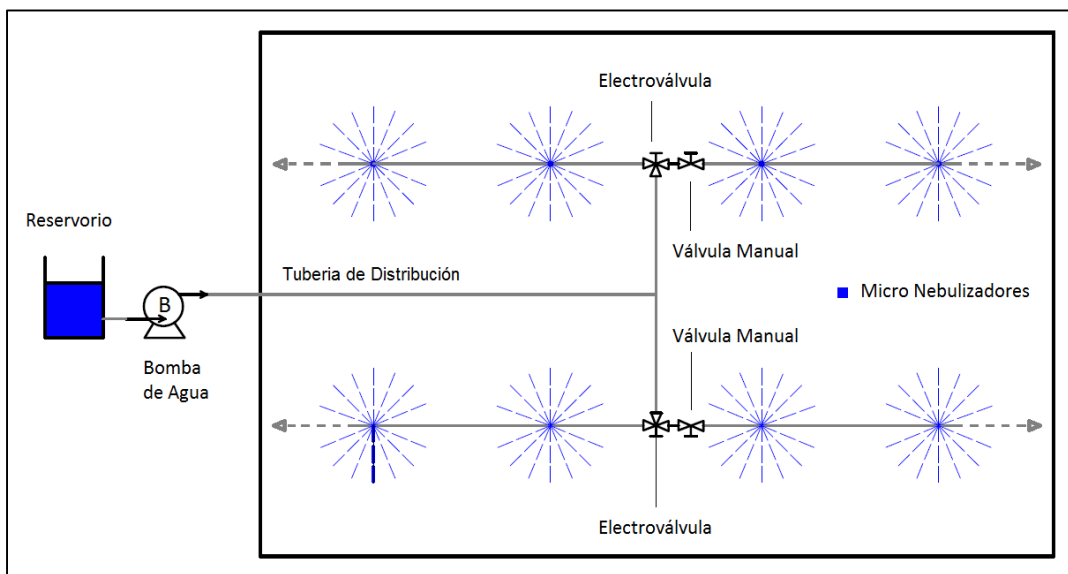 Electroválvula
Reservorio
Válvula Manual
Tuberia de Distribución
B
Micro Nebulizadores
Válvula Manual
Bomba
de Agua
Electroválvula